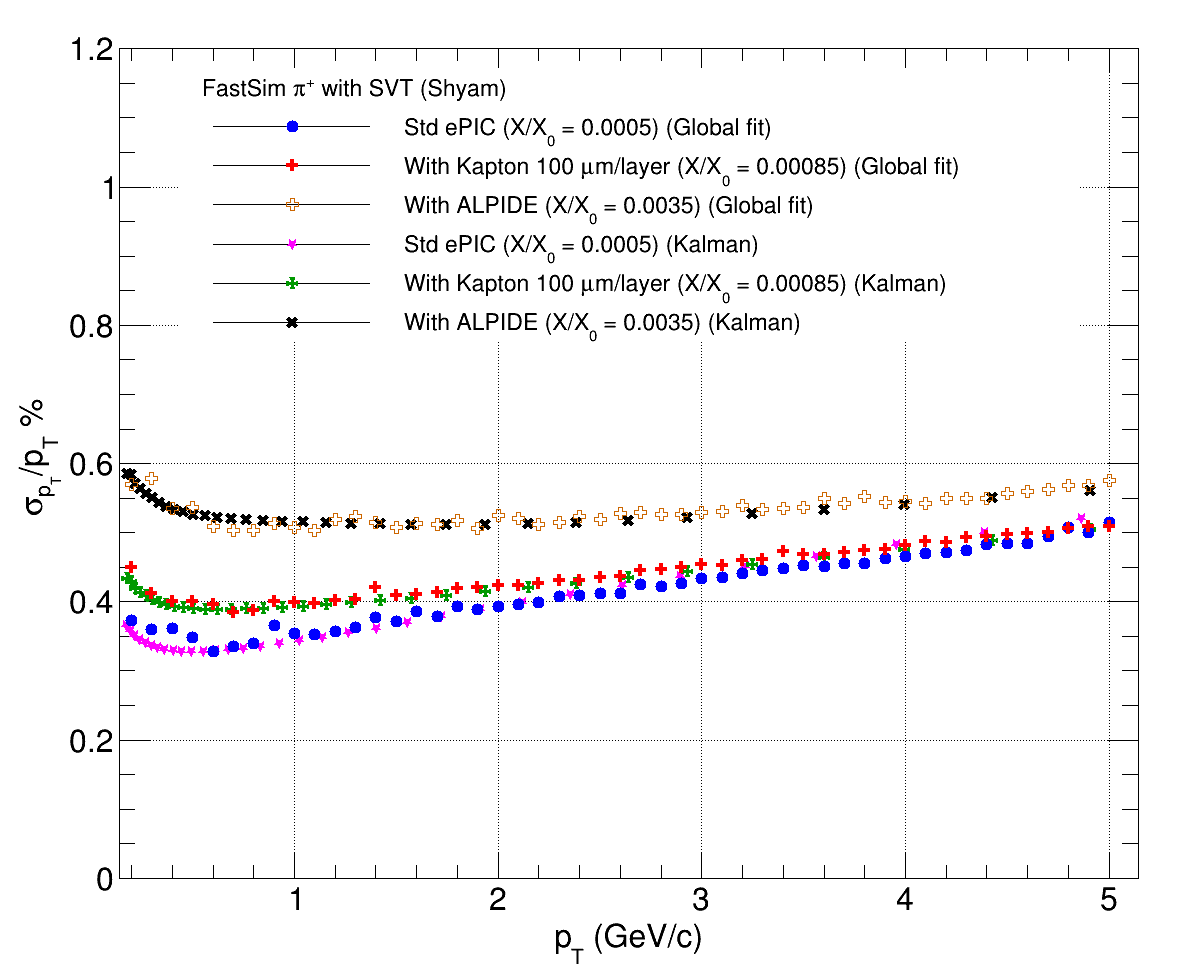 1.2
FastSim π+ with SVT (Shyam)
Std ePIC (X/X0 = 0.0005) (Global fit)
With Kapton 100 μm/layer (X/X0 = 0.00085) (Global fit)
1
With ALPIDE (X/X0 = 0.0035) (Global fit)
Std ePIC (X/X0 = 0.0005) (Kalman)
With Kapton 100 μm/layer (X/X0 = 0.00085) (Kalman)
0.8
With ALPIDE (X/X0 = 0.0035) (Kalman)
σpT/pT %
0.6
0.4
0.2
0
1 2 3 4 5
pT (GeV/c)